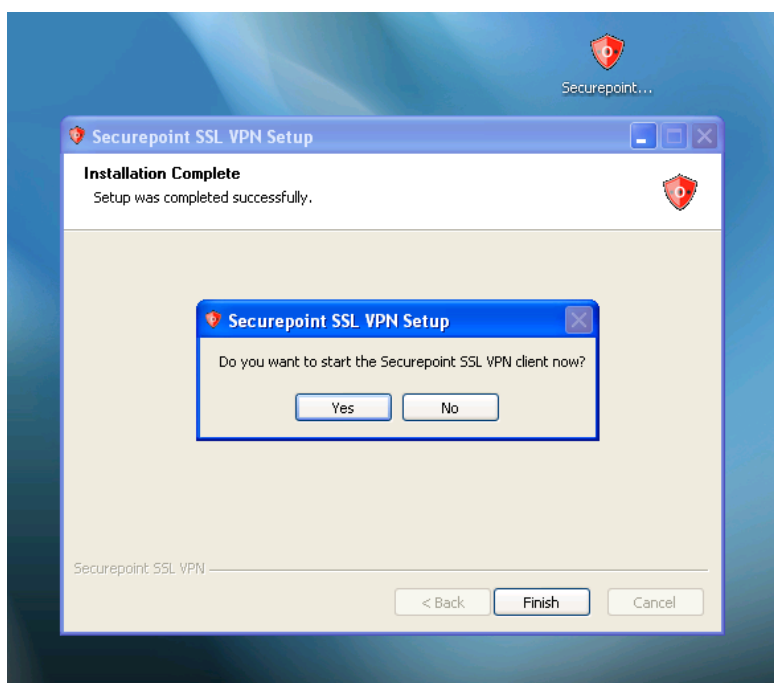 Securepoint...
Securepoint SSL VPN Setup
Installation Complete
Setup was completed successfully.
Securepoint SSL VPN Setup
Do you want to start the Securepoint SSL VPN client now?
Yes
No
Securepoint SSL VPN
< Back
Finish
Cancel